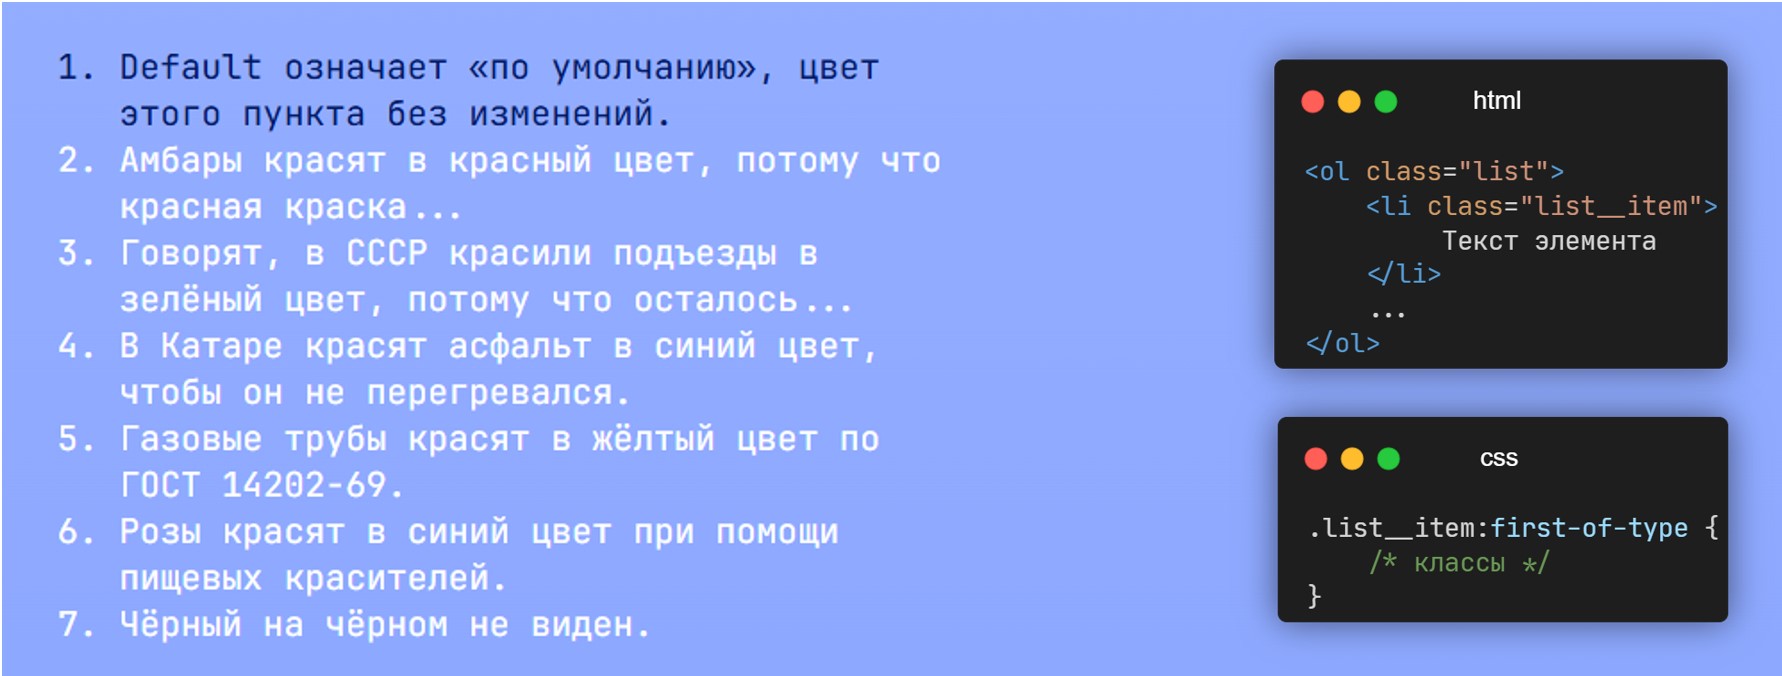 1. Default означает «по умолчанию», цвет
этого пункта без изменений.
2. Амбары красят в красный цвет, потому что
красная краска...
3. Говорят, в СССР красили подъезды в
зелёный цвет, потому что осталось...
4. В Катаре красят асфальт в синий цвет,
чтобы он не перегревался.
5. Газовые трубы красят в жёлтый цвет по
ГОСТ 14202-69.
6. Розы красят в синий цвет при помощи
пищевых красителей.
7. Чёрный на чёрном не виден.
html
<ol class="list">
<li class="list__item">
Текст элемента
</li>
...
</ol>
css
.list__item:first-of-type {
/* классы */
}